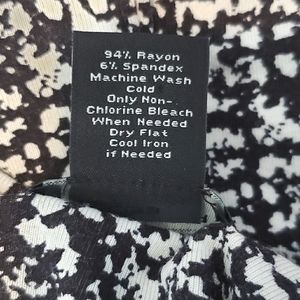 94% Rayon
6% Spandex
Machine Wash
Cold
Only Non-
Chlorine Bleach
When Needed
Dry Flat
Cool Iron
if Needed